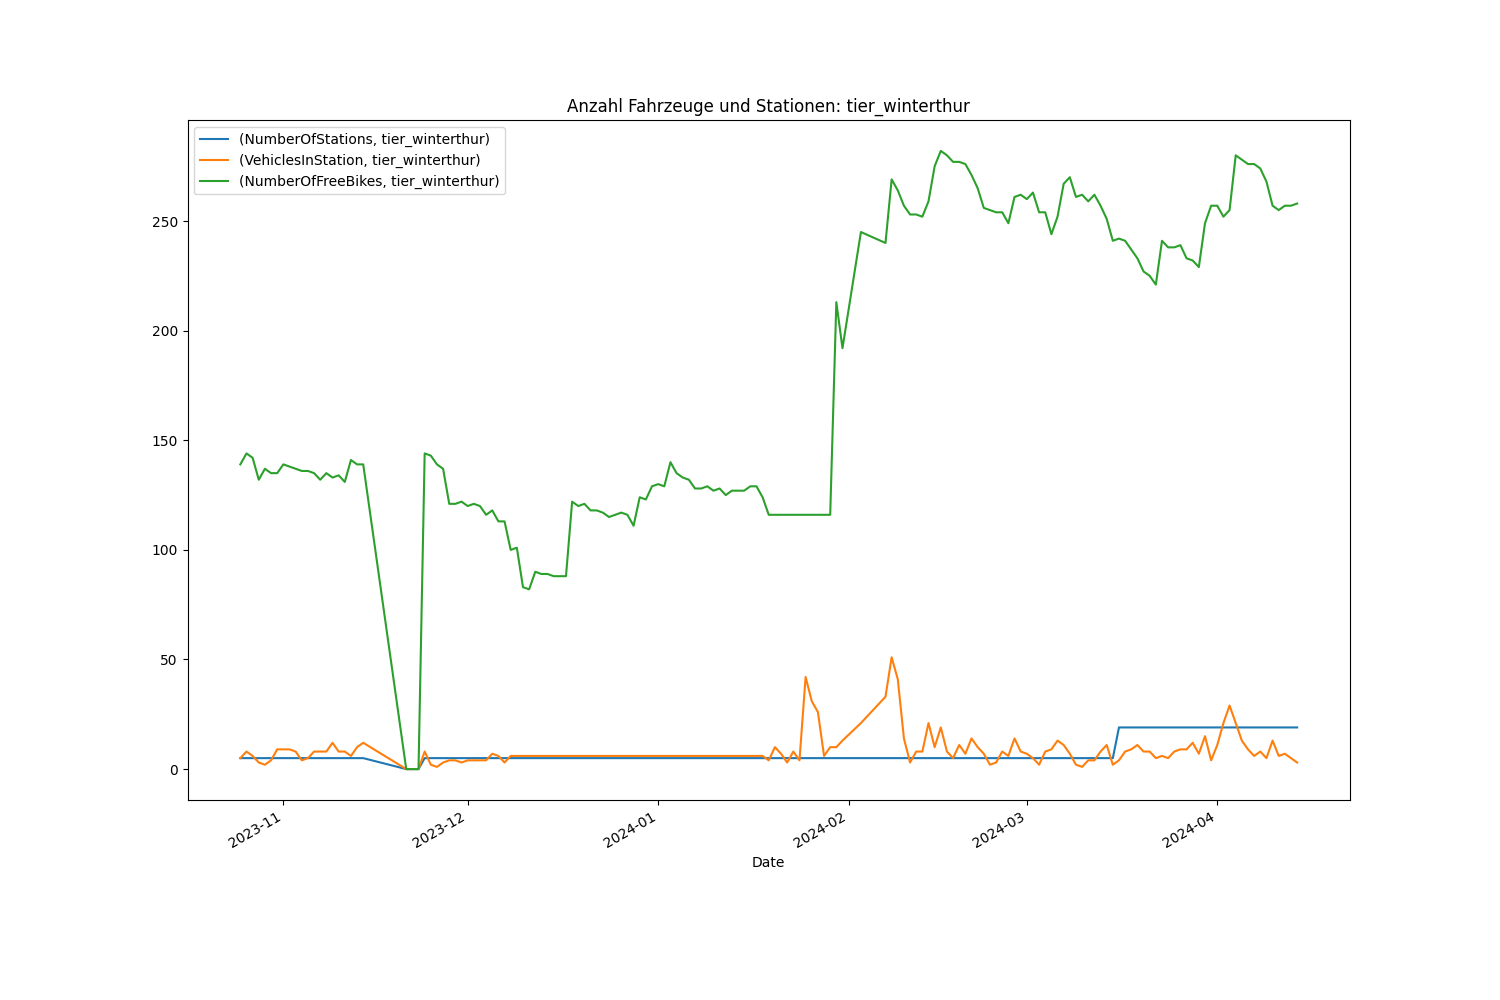 Anzahl Fahrzeuge und Stationen: tier_winterthur
(NumberOfStations, tier_winterthur)
(VehiclesInStation, tier_winterthur)
(NumberOfFreeBikes, tier_winterthur)
250
200
150
100
50
0
2023-11
2023-12
2024-01
2024-02
2024-03
2024-04
Date